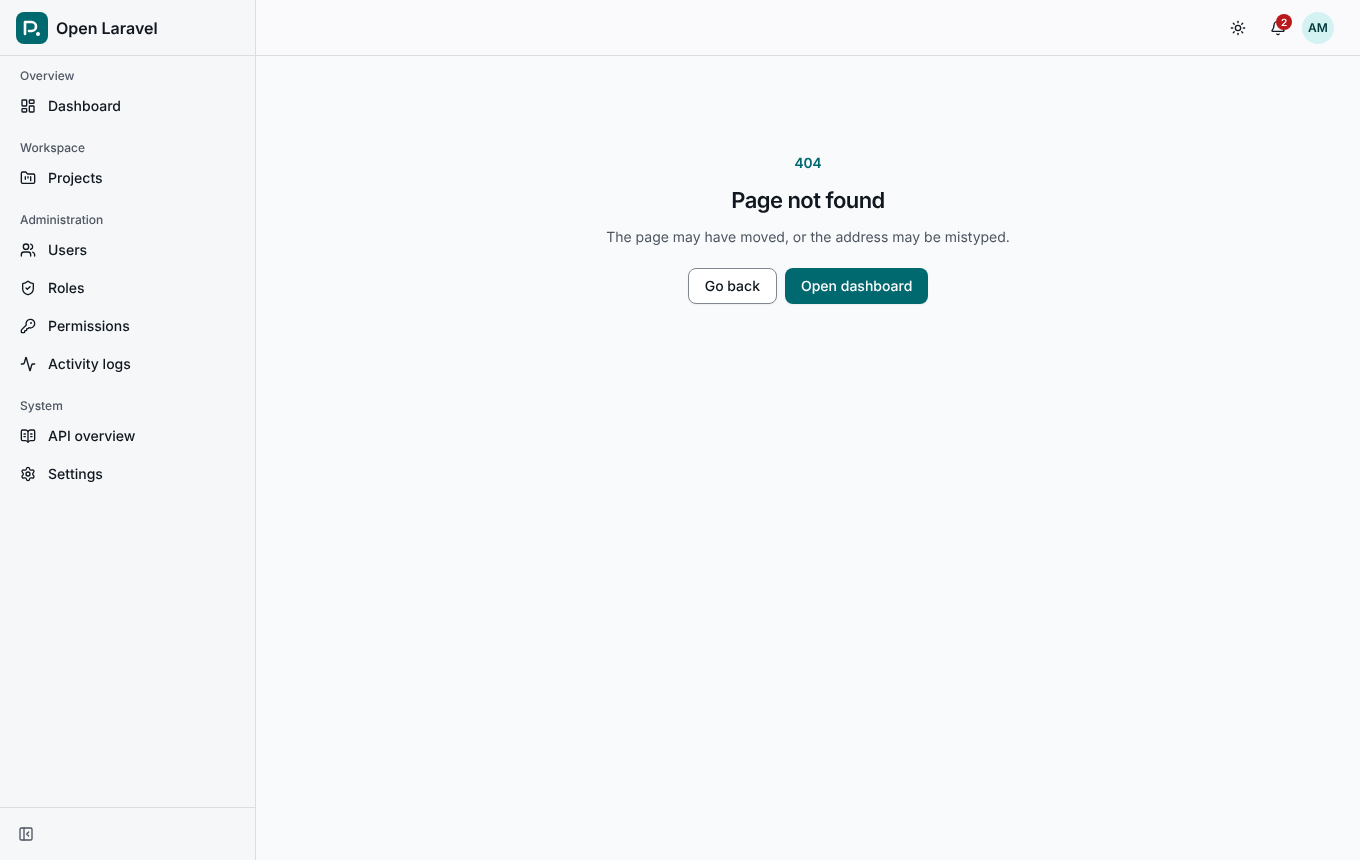 Open Laravel
2
AM
Overview
Dashboard
Workspace
Projects
Administration
Users
Roles
Permissions
Activity logs
System
API overview
Settings
404
Page not found
The page may have moved, or the address may be mistyped.
Go back
Open dashboard